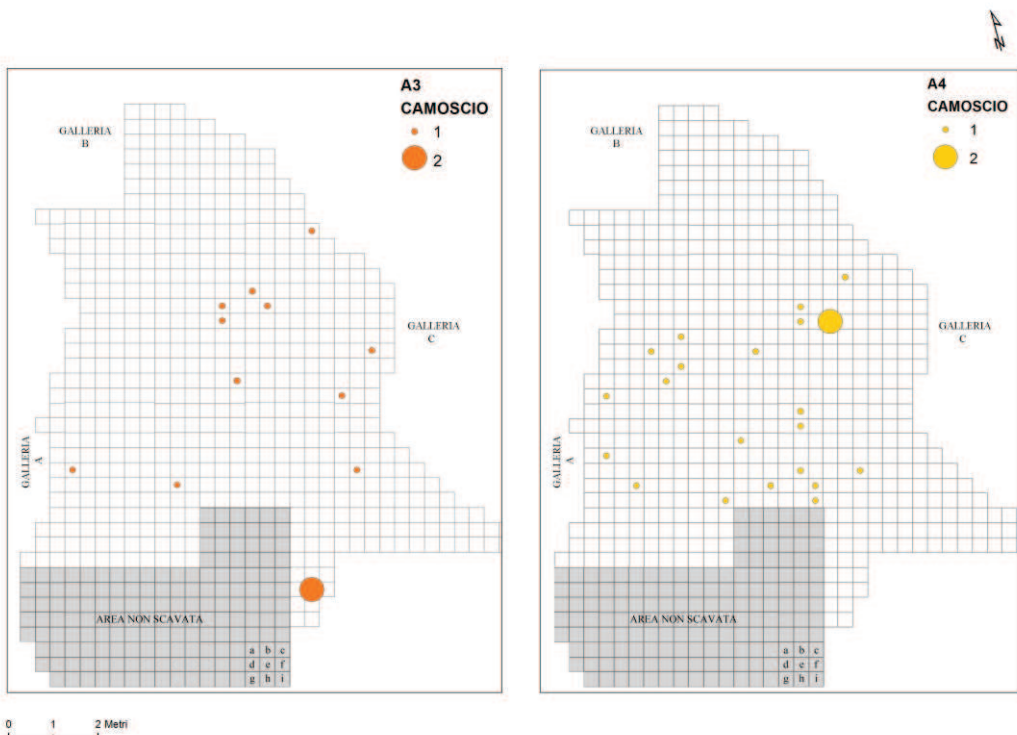 N
A3
CAMOSCIO
1
2
GALLERIA
B
GALLERIA
C
GALLERIA
A
AREA NON SCAVATA
a b c
d e f
g h i
A4
CAMOSCIO
1
2
GALLERIA
B
GALLERIA
C
GALLERIA
A
AREA NON SCAVATA
a b c
d e f
g h i
0 1 2 Metri